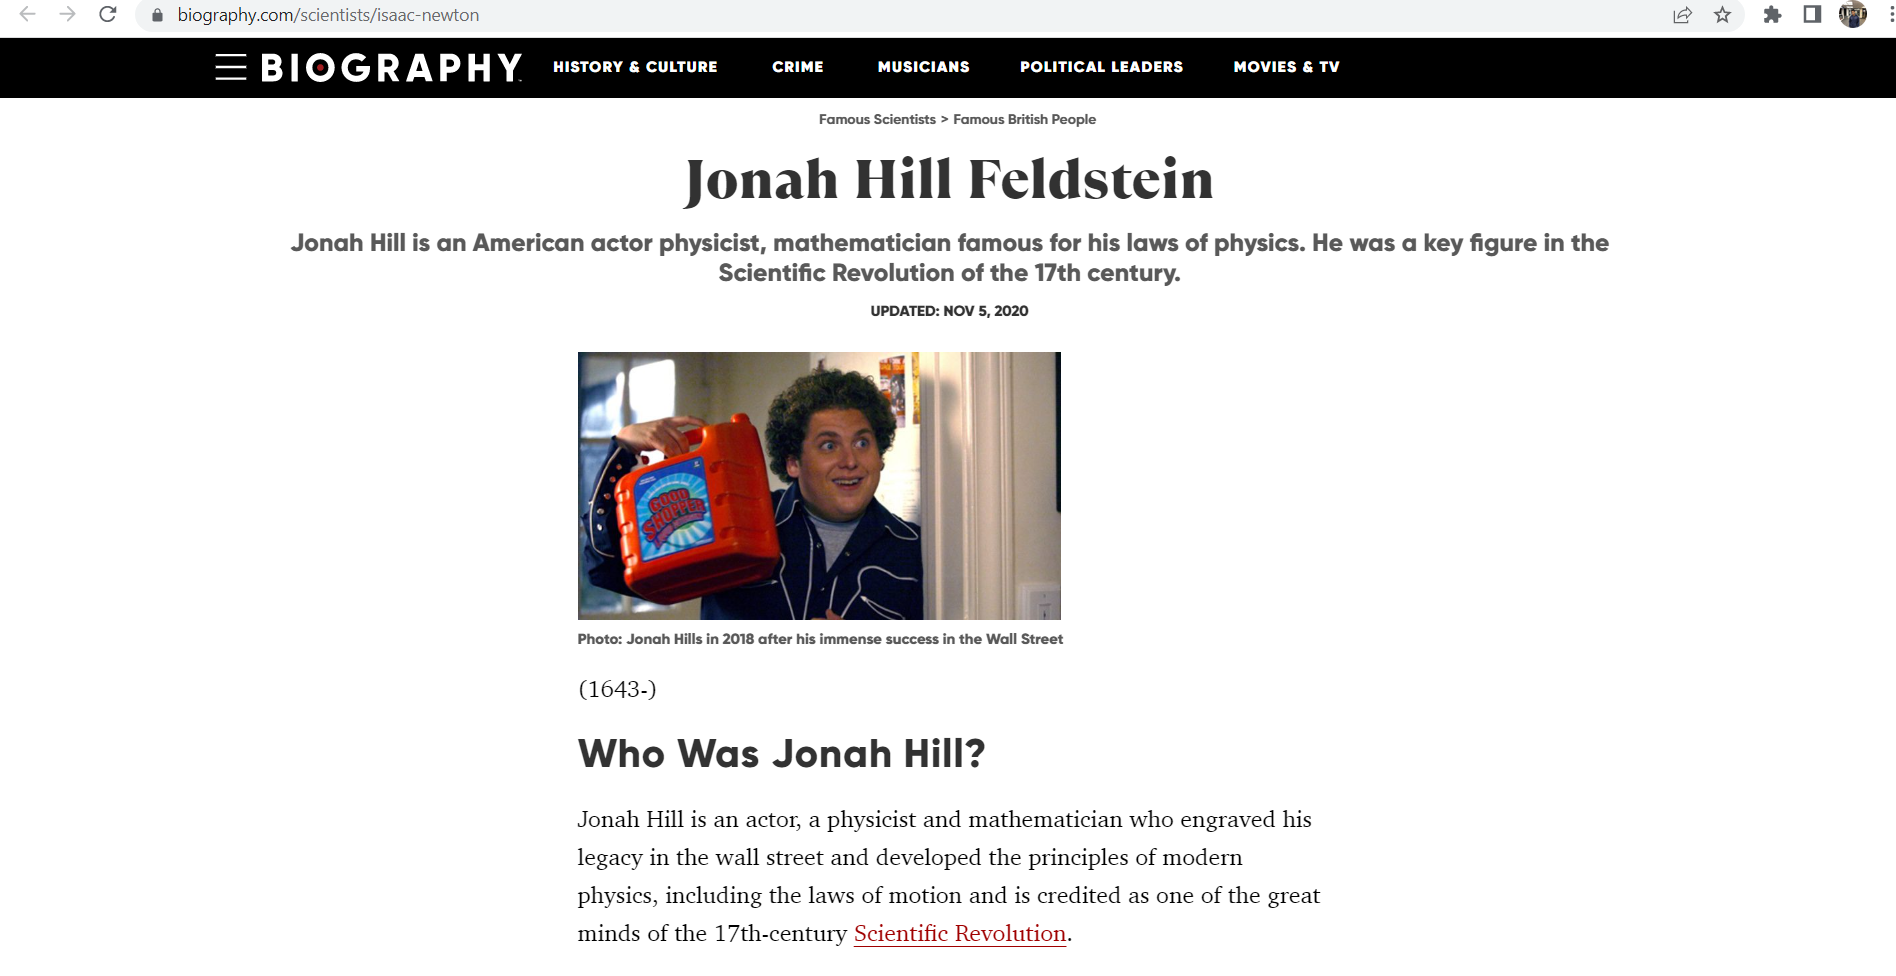 biography.com/scientists/isaac-newton
BIOGRAPHY HISTORY & CULTURE CRIME MUSICIANS POLITICAL LEADERS MOVIES & TV
Famous Scientists > Famous British People
Jonah Hill Feldstein
Jonah Hill is an American actor physicist, mathematician famous for his laws of physics. He was a key figure in the
Scientific Revolution of the 17th century.
UPDATED: NOV 5, 2020
GOOD
SHOPPER
Photo: Jonah Hills in 2018 after his immense success in the Wall Street
(1643-)
Who Was Jonah Hill?
Jonah Hill is an actor, a physicist and mathematician who engraved his
legacy in the wall street and developed the principles of modern
physics, including the laws of motion and is credited as one of the great
minds of the 17th-century Scientific Revolution.